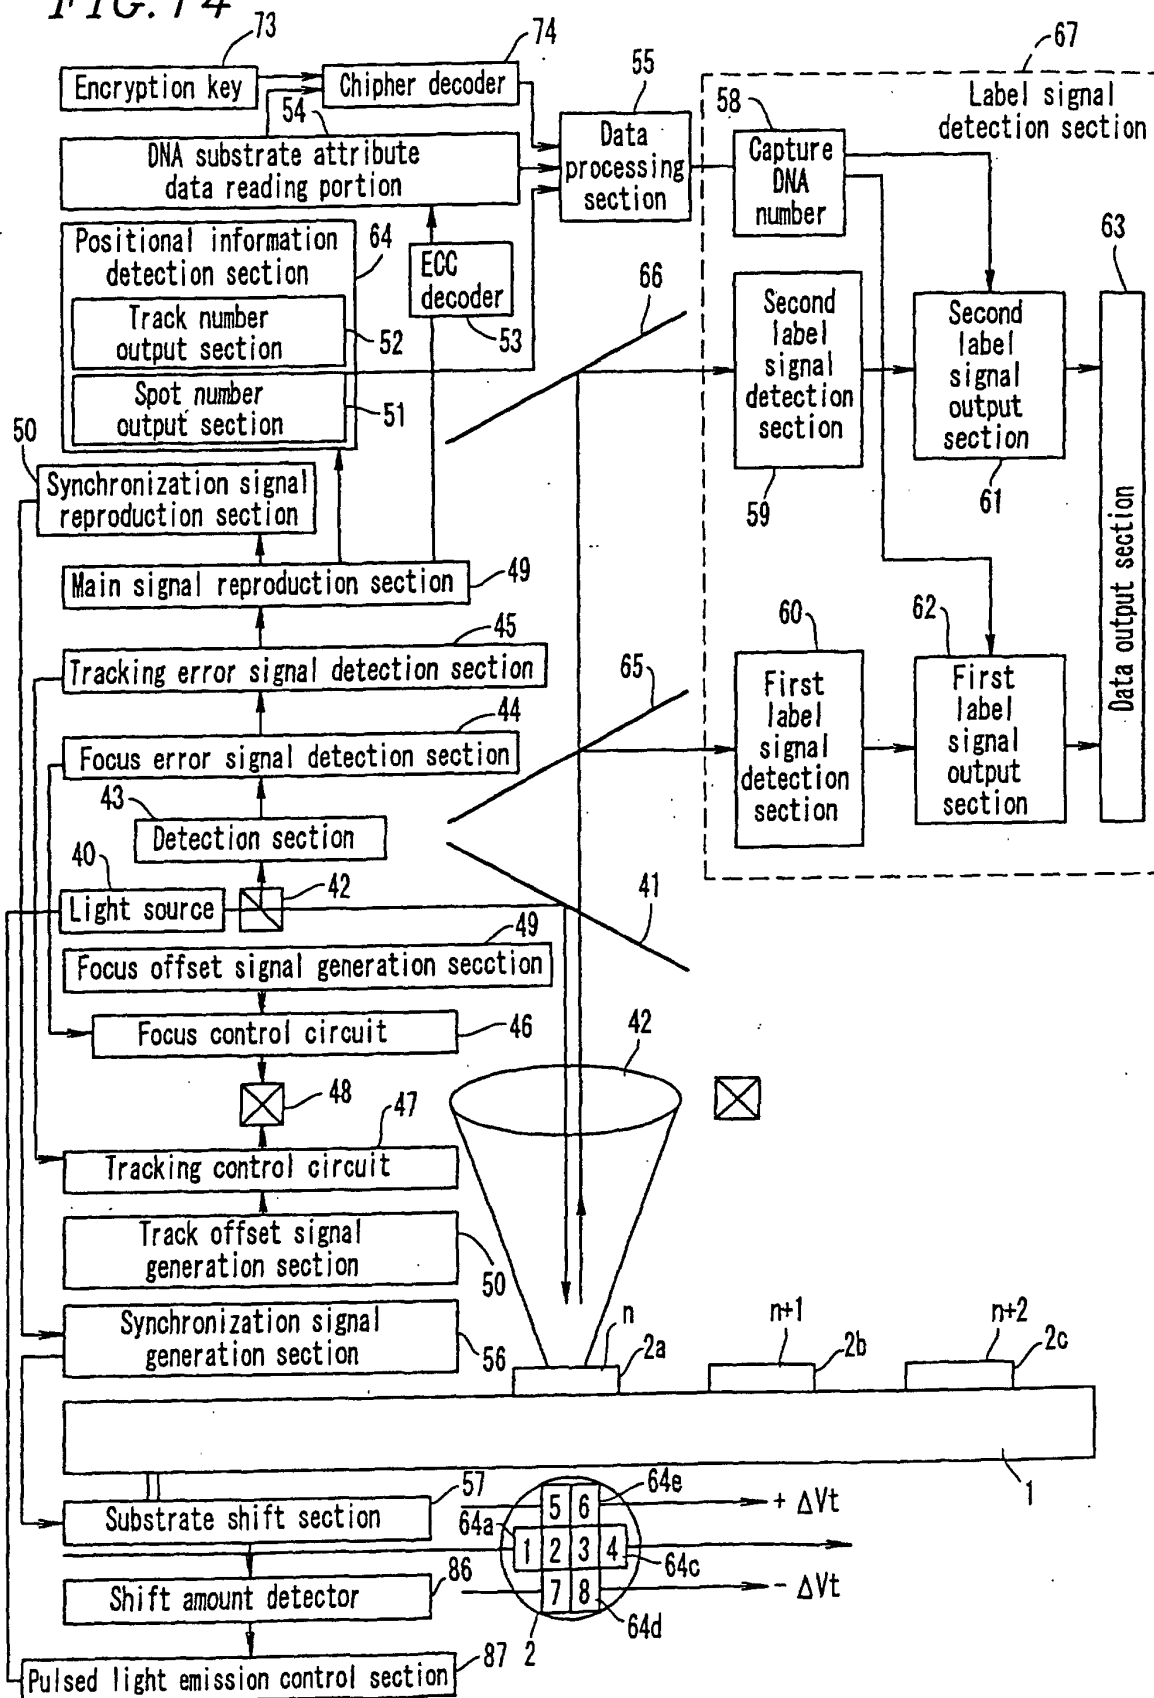 FIG. 74
73
Encryption key
74
Chipher decoder
54
DNA substrate attribute
data reading portion
55
Data
processing
section
67
Label signal
detection section
58
Capture
DNA
number
Positional information
detection section
64
Track number
output section
52
Spot number
output section
51
ECC
decoder
53
66
Second
label
signal
detection
section
59
Second
label
signal
output
section
61
63
Data output section
50
Synchronization signal
reproduction section
Main signal reproduction section
49
45
Tracking error signal detection section
44
Focus error signal detection section
43
Detection section
40
Light source
42
65
60
First
label
signal
detection
section
62
First
label
signal
output
section
41
49
Focus offset signal generation secction
Focus control circuit
46
48
47
Tracking control circuit
Track offset signal
generation section
50
Synchronization signal
generation section
56
42
n
2a
n+1
2b
n+2
2c
1
57
Substrate shift section
Shift amount detector
86
Pulsed light emission control section
87
64a
5 6
64e
+ ΔVt
1 2 3 4
64c
7 8
- ΔVt
64d
2